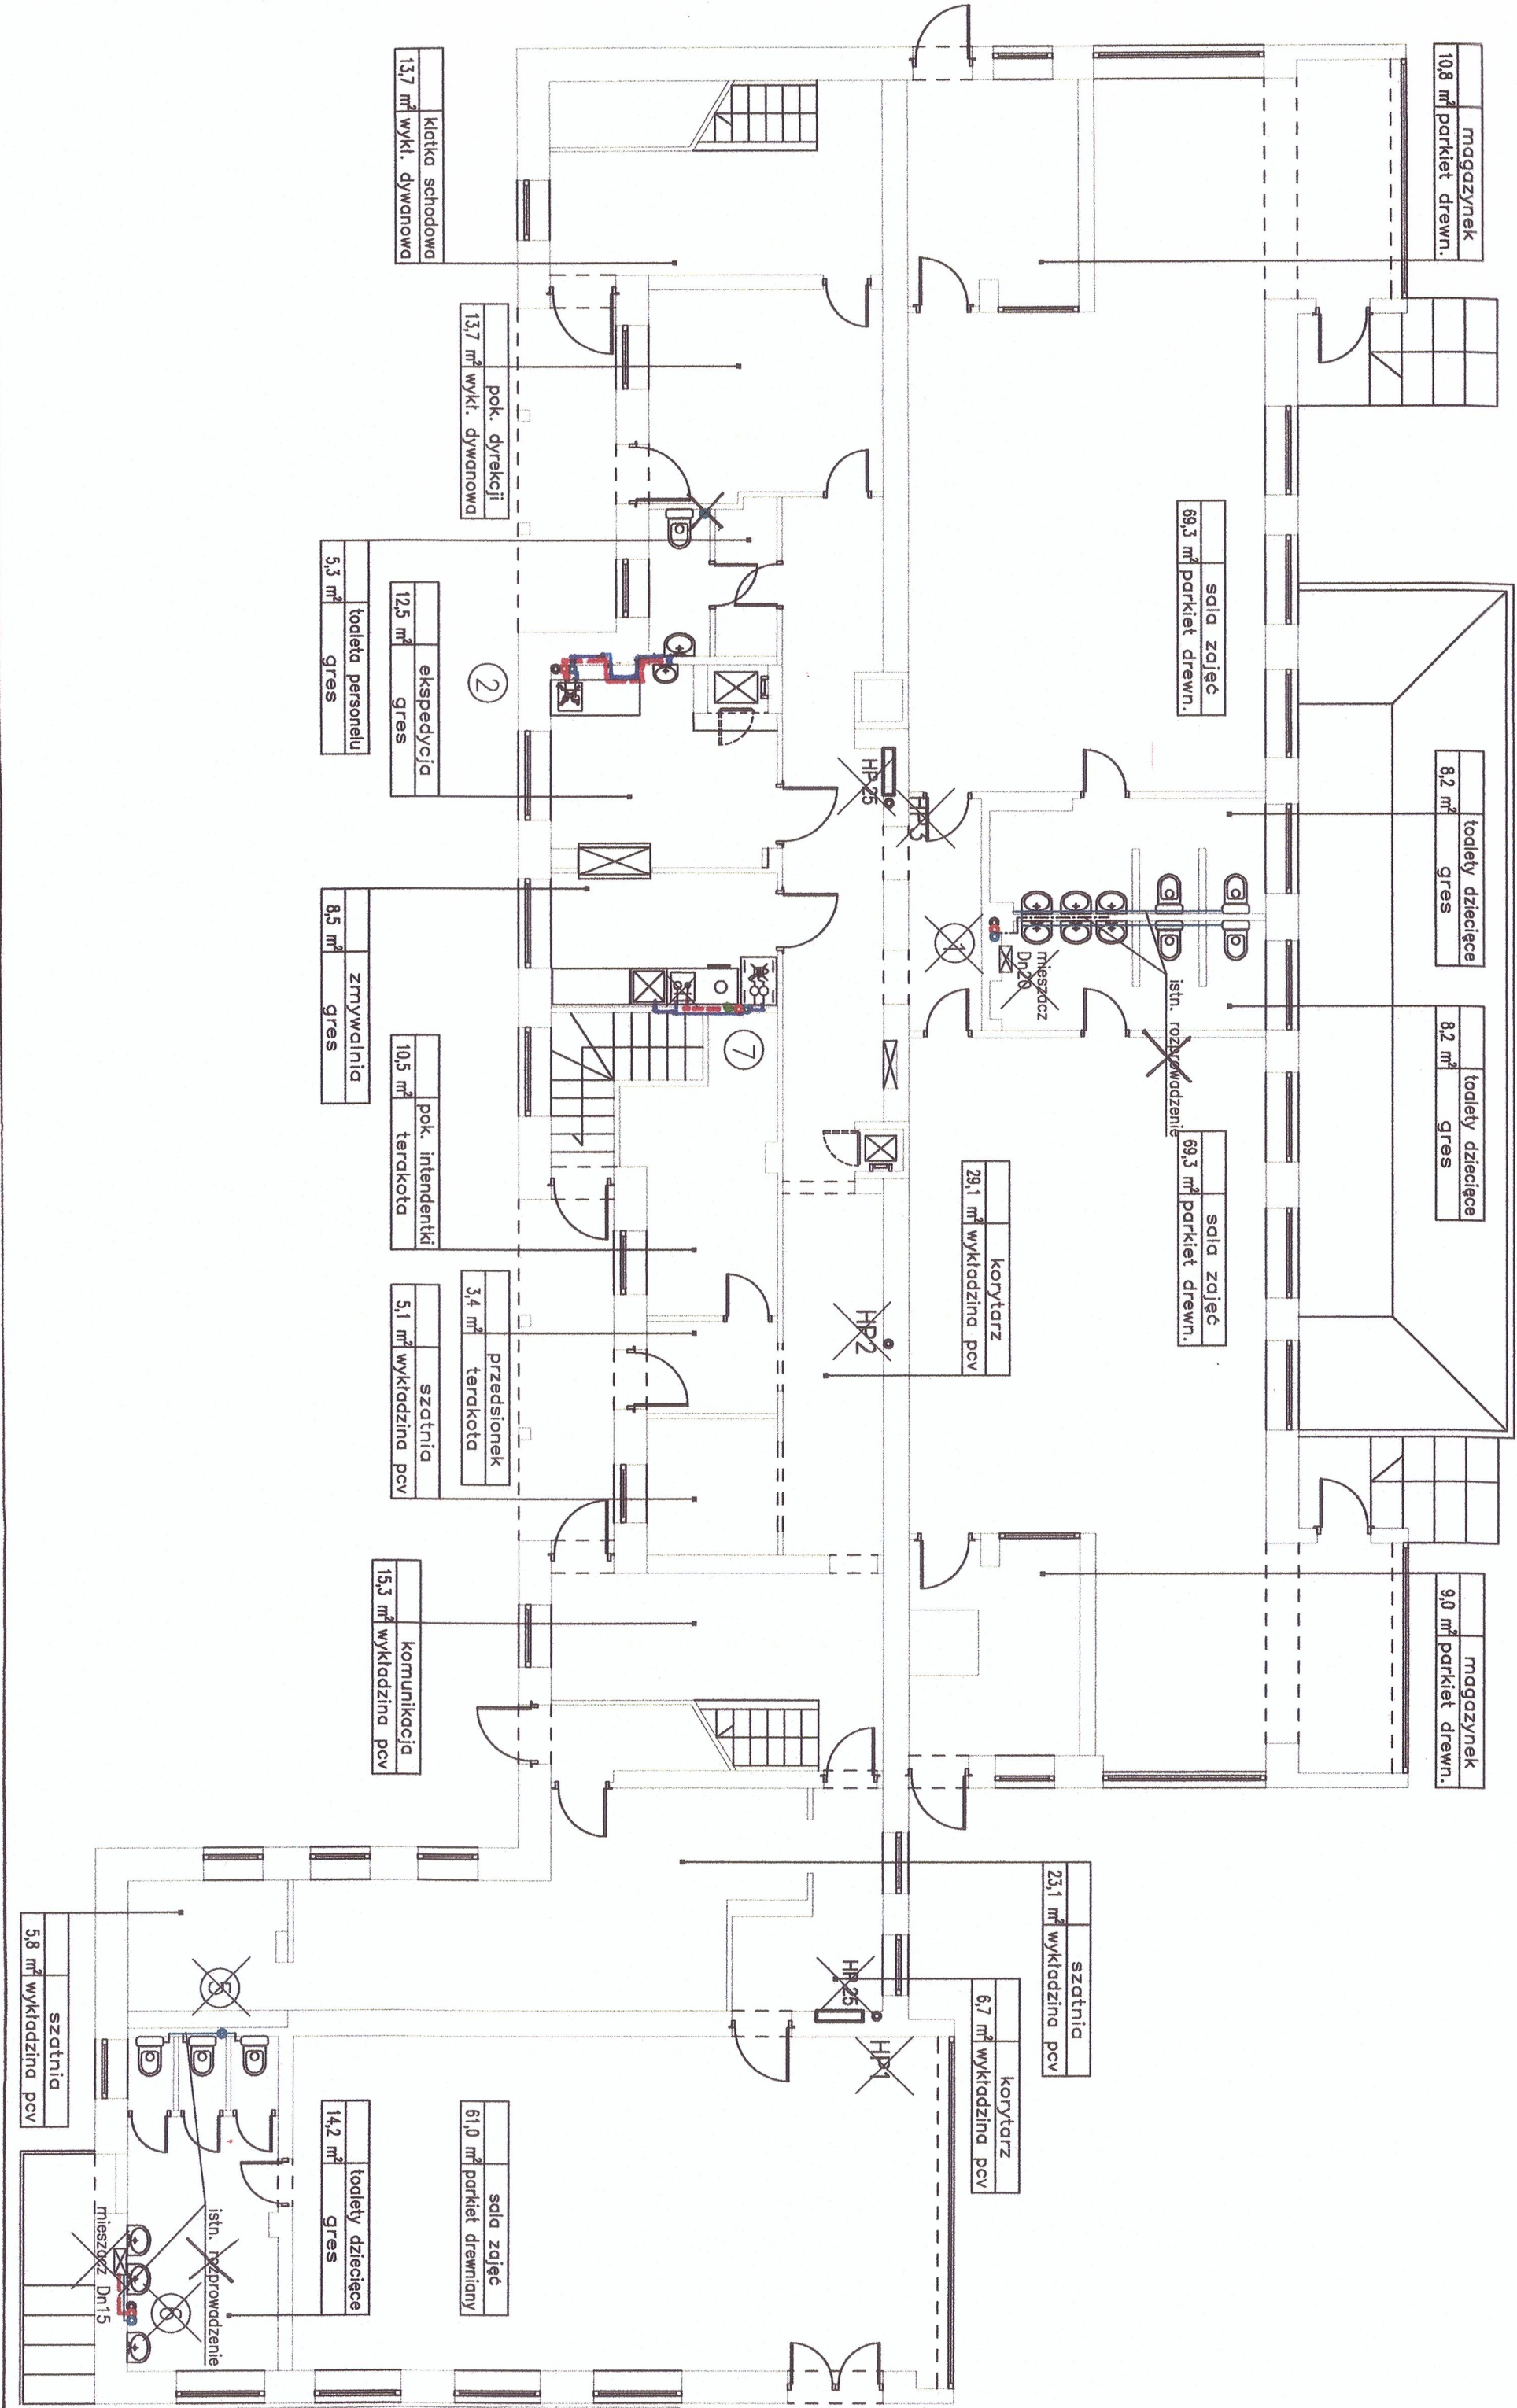 magazynek
10,8 m² parkiet drewn.
toalety dziecięce
8,2 m² gres
toalety dziecięce
8,2 m² gres
magazynek
9,0 m² parkiet drewn.
sala zajęć
69,3 m² parkiet drewn.
istn. rozprowadzenie
sala zajęć
69,3 m² parkiet drewn.
mieszacz
Dn20
1
szatnia
23,1 m² wykładzina pcv
korytarz
29,1 m² wykładzina pcv
korytarz
6,7 m² wykładzina pcv
HP 25
HP2
HP 25
HP1
7
klatka schodowa
13,7 m² wykł. dywanowa
pok. dyrekcji
13,7 m² wykł. dywanowa
2
przedsionek
3,4 m² terakota
sala zajęć
61,0 m² parkiet drewniany
ekspedycja
12,5 m² gres
pok. intendentki
10,5 m² terakota
szatnia
5,1 m² wykładzina pcv
komunikacja
15,3 m² wykładzina pcv
toaleta personelu
5,3 m² gres
zmywalnia
8,5 m² gres
toalety dziecięce
14,2 m² gres
5
istn. rozprowadzenie
mieszacz Dn15
szatnia
5,8 m² wykładzina pcv